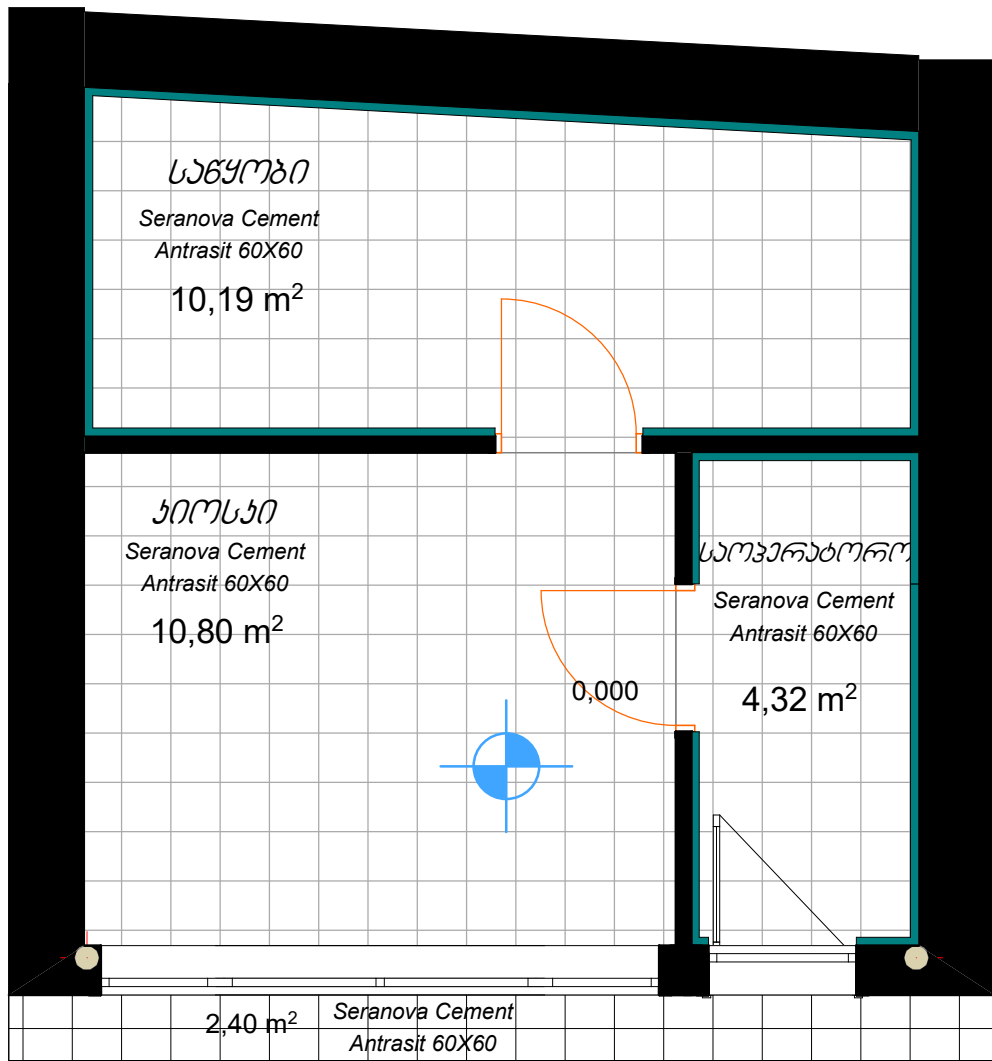 საწყობი
Seranova Cement
Antrasit 60X60
10,19 m²
კიოსკი
Seranova Cement
Antrasit 60X60
10,80 m²
საოპერატორო
Seranova Cement
Antrasit 60X60
4,32 m²
0,000
2,40 m²
Seranova Cement
Antrasit 60X60